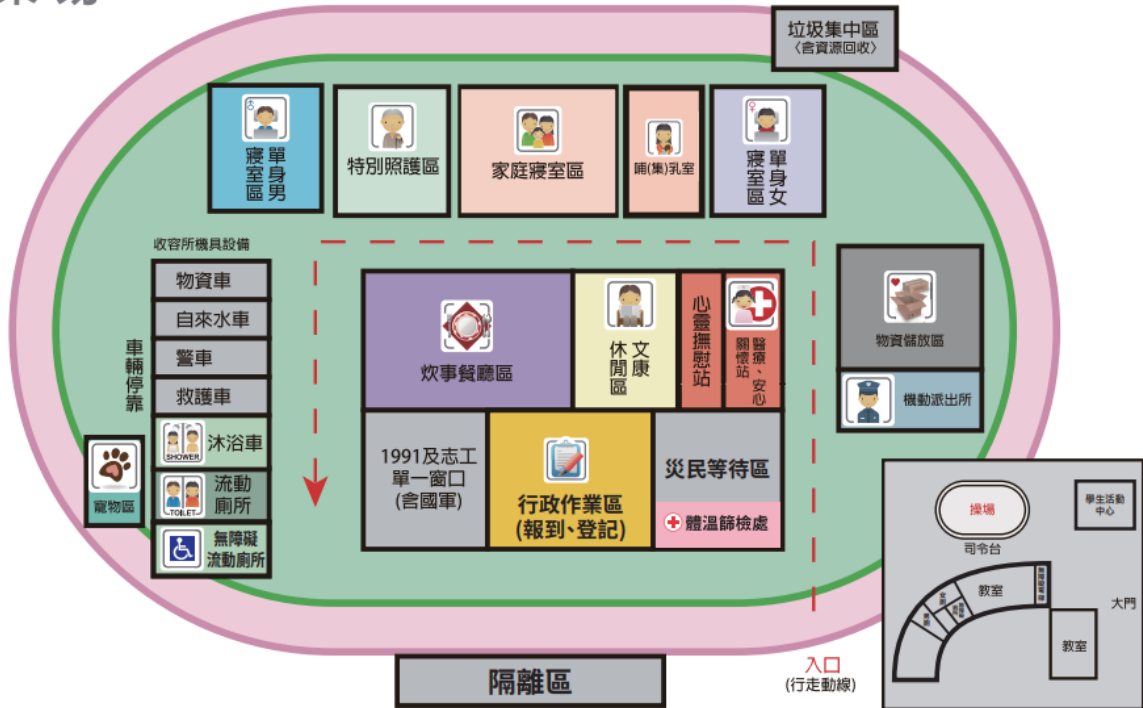 垃圾集中區
〈含資源回收〉
單身男
寢室區
特別照護區
家庭寢室區
哺(集)乳室
單身女
寢室區
收容所機具設備
物資車
自來水車
警車
救護車
車輛停靠
SHOWER
沐浴車
TOILET
流動
廁所
無障礙
流動廁所
寵物區
炊事餐廳區
文康
休閒區
心靈撫慰站
醫療、安心
關懷站
1991及志工
單一窗口
(含國軍)
行政作業區
(報到、登記)
災民等待區
體溫篩檢處
物資儲放區
機動派出所
隔離區
入口
(行走動線)
操場
司令台
學生活動
中心
教室
無障礙電梯
女廁
大門
教室